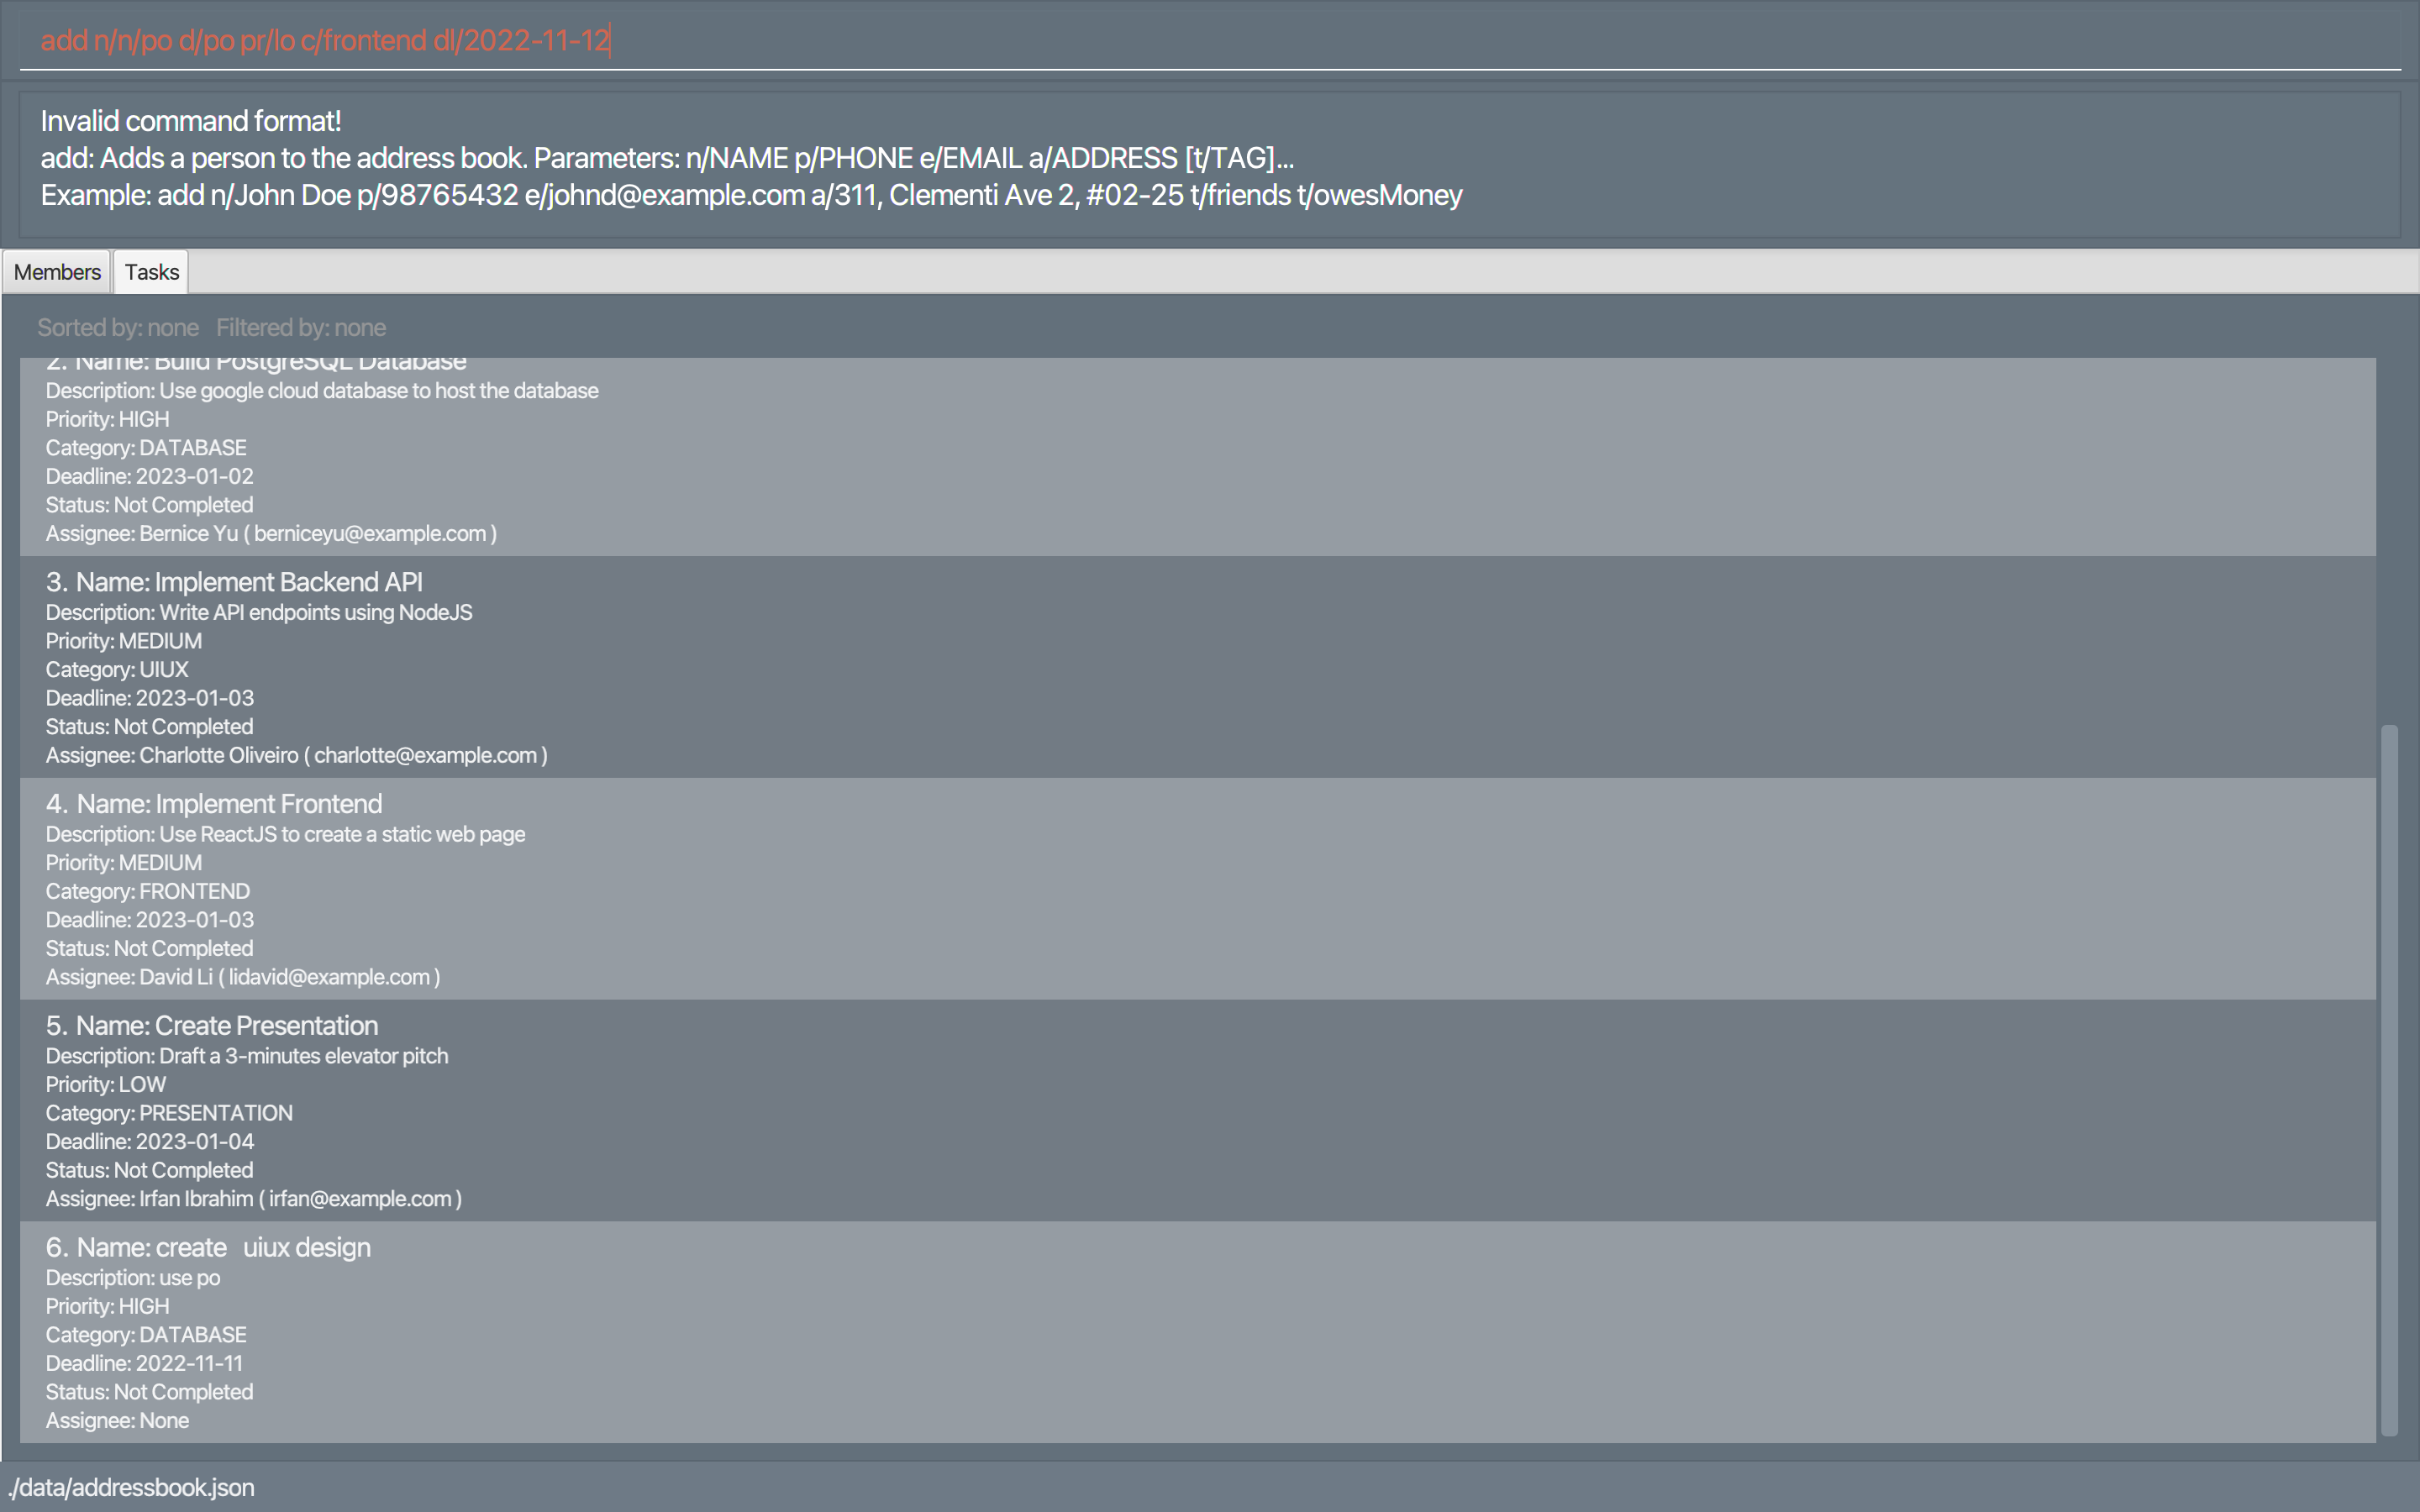 add n/n/po d/po pr/lo c/frontend dl/2022-11-12
Invalid command format!
add: Adds a person to the address book. Parameters: n/NAME p/PHONE e/EMAIL a/ADDRESS [t/TAG]...
Example: add n/John Doe p/98765432 e/johnd@example.com a/311, Clementi Ave 2, #02-25 t/friends t/owesMoney
Members Tasks
Sorted by: none Filtered by: none
2. Name: Build PostgreSQL Database
Description: Use google cloud database to host the database
Priority: HIGH
Category: DATABASE
Deadline: 2023-01-02
Status: Not Completed
Assignee: Bernice Yu ( berniceyu@example.com )
3. Name: Implement Backend API
Description: Write API endpoints using NodeJS
Priority: MEDIUM
Category: UIUX
Deadline: 2023-01-03
Status: Not Completed
Assignee: Charlotte Oliveiro ( charlotte@example.com )
4. Name: Implement Frontend
Description: Use ReactJS to create a static web page
Priority: MEDIUM
Category: FRONTEND
Deadline: 2023-01-03
Status: Not Completed
Assignee: David Li ( lidavid@example.com )
5. Name: Create Presentation
Description: Draft a 3-minutes elevator pitch
Priority: LOW
Category: PRESENTATION
Deadline: 2023-01-04
Status: Not Completed
Assignee: Irfan Ibrahim ( irfan@example.com )
6. Name: create   uiux design
Description: use po
Priority: HIGH
Category: DATABASE
Deadline: 2022-11-11
Status: Not Completed
Assignee: None
./data/addressbook.json